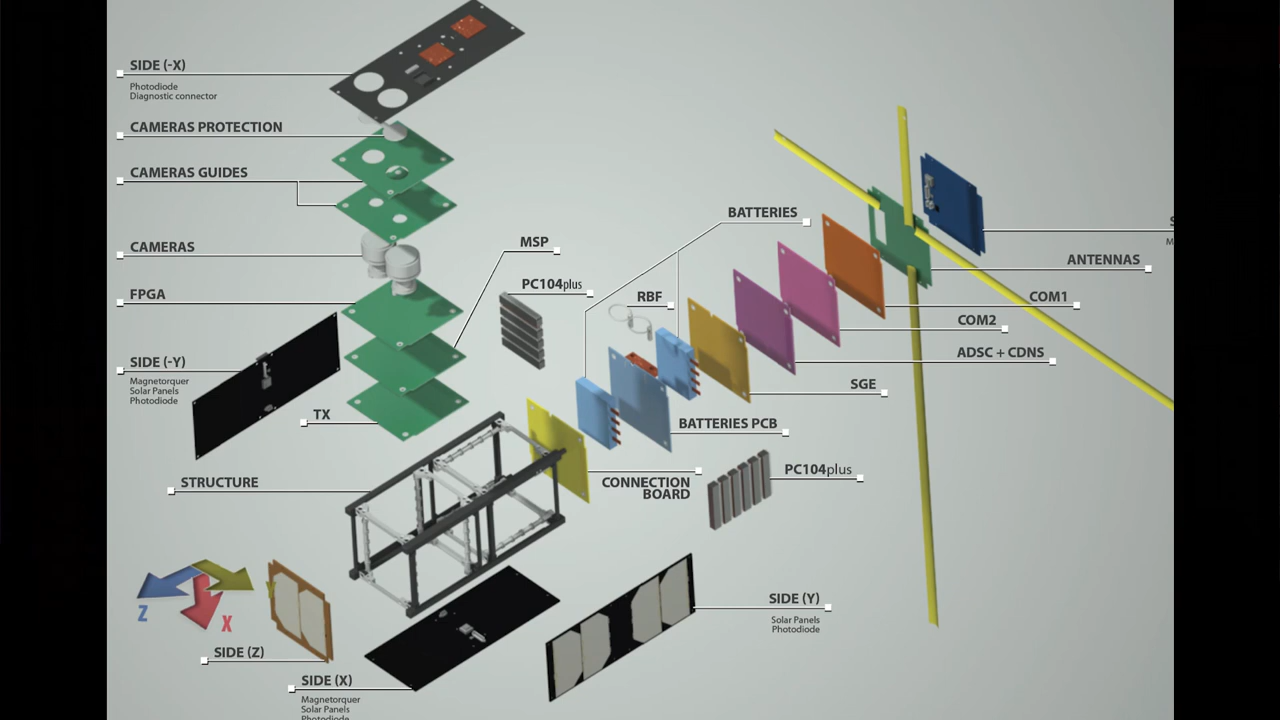 SIDE (-X)
Photodiode
Diagnostic connector
CAMERAS PROTECTION
CAMERAS GUIDES
BATTERIES
CAMERAS
MSP
ANTENNAS
PC104plus
FPGA
RBF
COM1
COM2
SIDE (-Y)
Magnetorquer
Solar Panels
Photodiode
ADSC + CDNS
SGE
TX
BATTERIES PCB
PC104plus
STRUCTURE
CONNECTION
BOARD
Y
Z
X
SIDE (Y)
Solar Panels
Photodiode
SIDE (Z)
SIDE (X)
Magnetorquer
Solar Panels
Photodiode